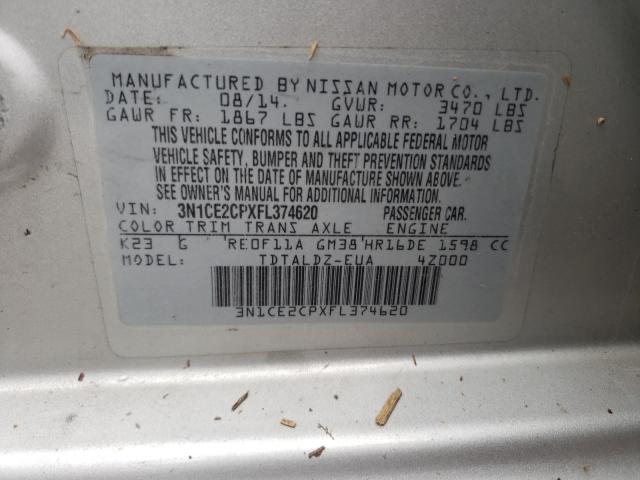 MANUFACTURED BY NISSAN MOTOR CO., LTD.
DATE: 08/14. GVWR: 3470 LBS
GAWR FR: 1867 LBS GAWR RR: 1704 LBS
THIS VEHICLE CONFORMS TO ALL APPLICABLE FEDERAL MOTOR
VEHICLE SAFETY, BUMPER AND THEFT PREVENTION STANDARDS
IN EFFECT ON THE DATE OF MANUFACTURE SHOWN ABOVE.
SEE OWNER'S MANUAL FOR ADDITIONAL INFORMATION.
VIN: 3N1CE2CPXFL374620 PASSENGER CAR.
COLOR TRIM TRANS AXLE ENGINE
K23 G RE0F11A GM38 HR16DE 1598 CC
MODEL: TDTALDZ-EUA 4Z000
3N1CE2CPXFL374620